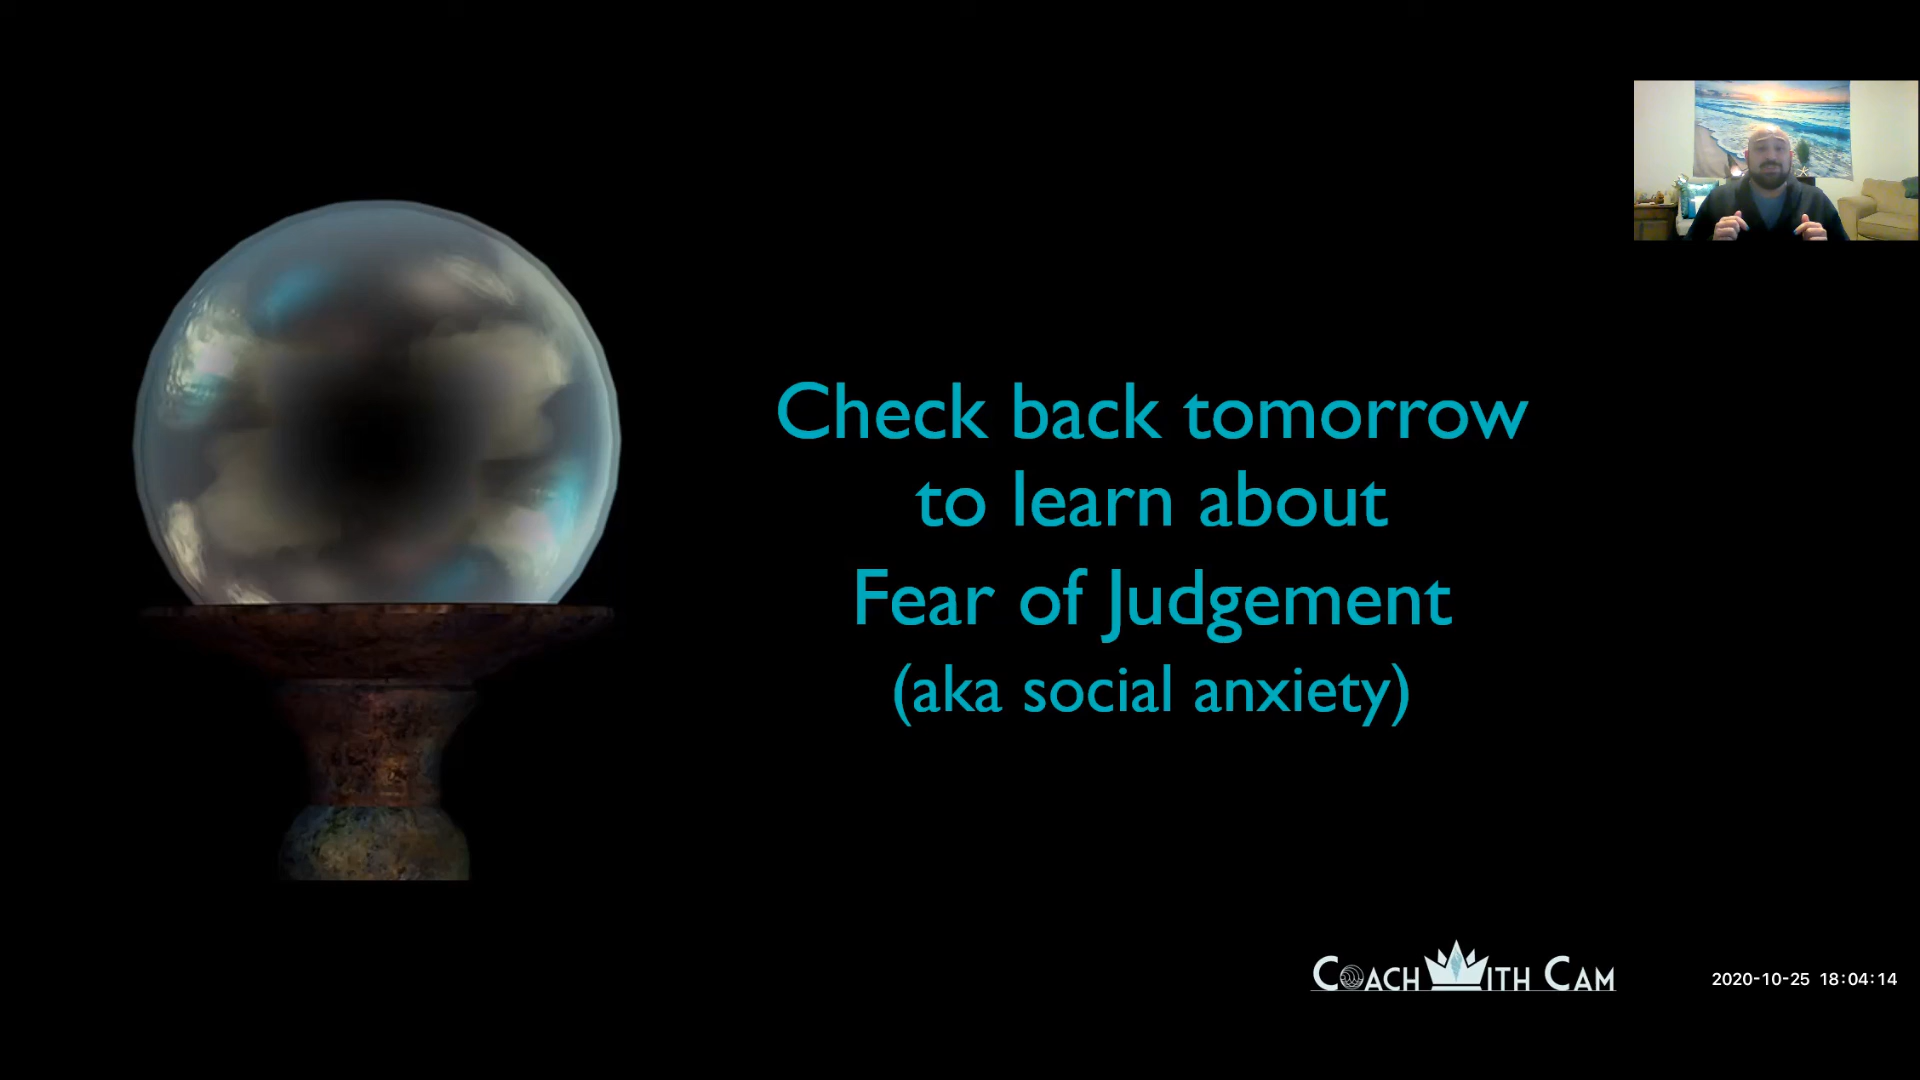 Check back tomorrow
to learn about
Fear of Judgement
(aka social anxiety)
COACH WITH CAM
2020-10-25 18:04:14